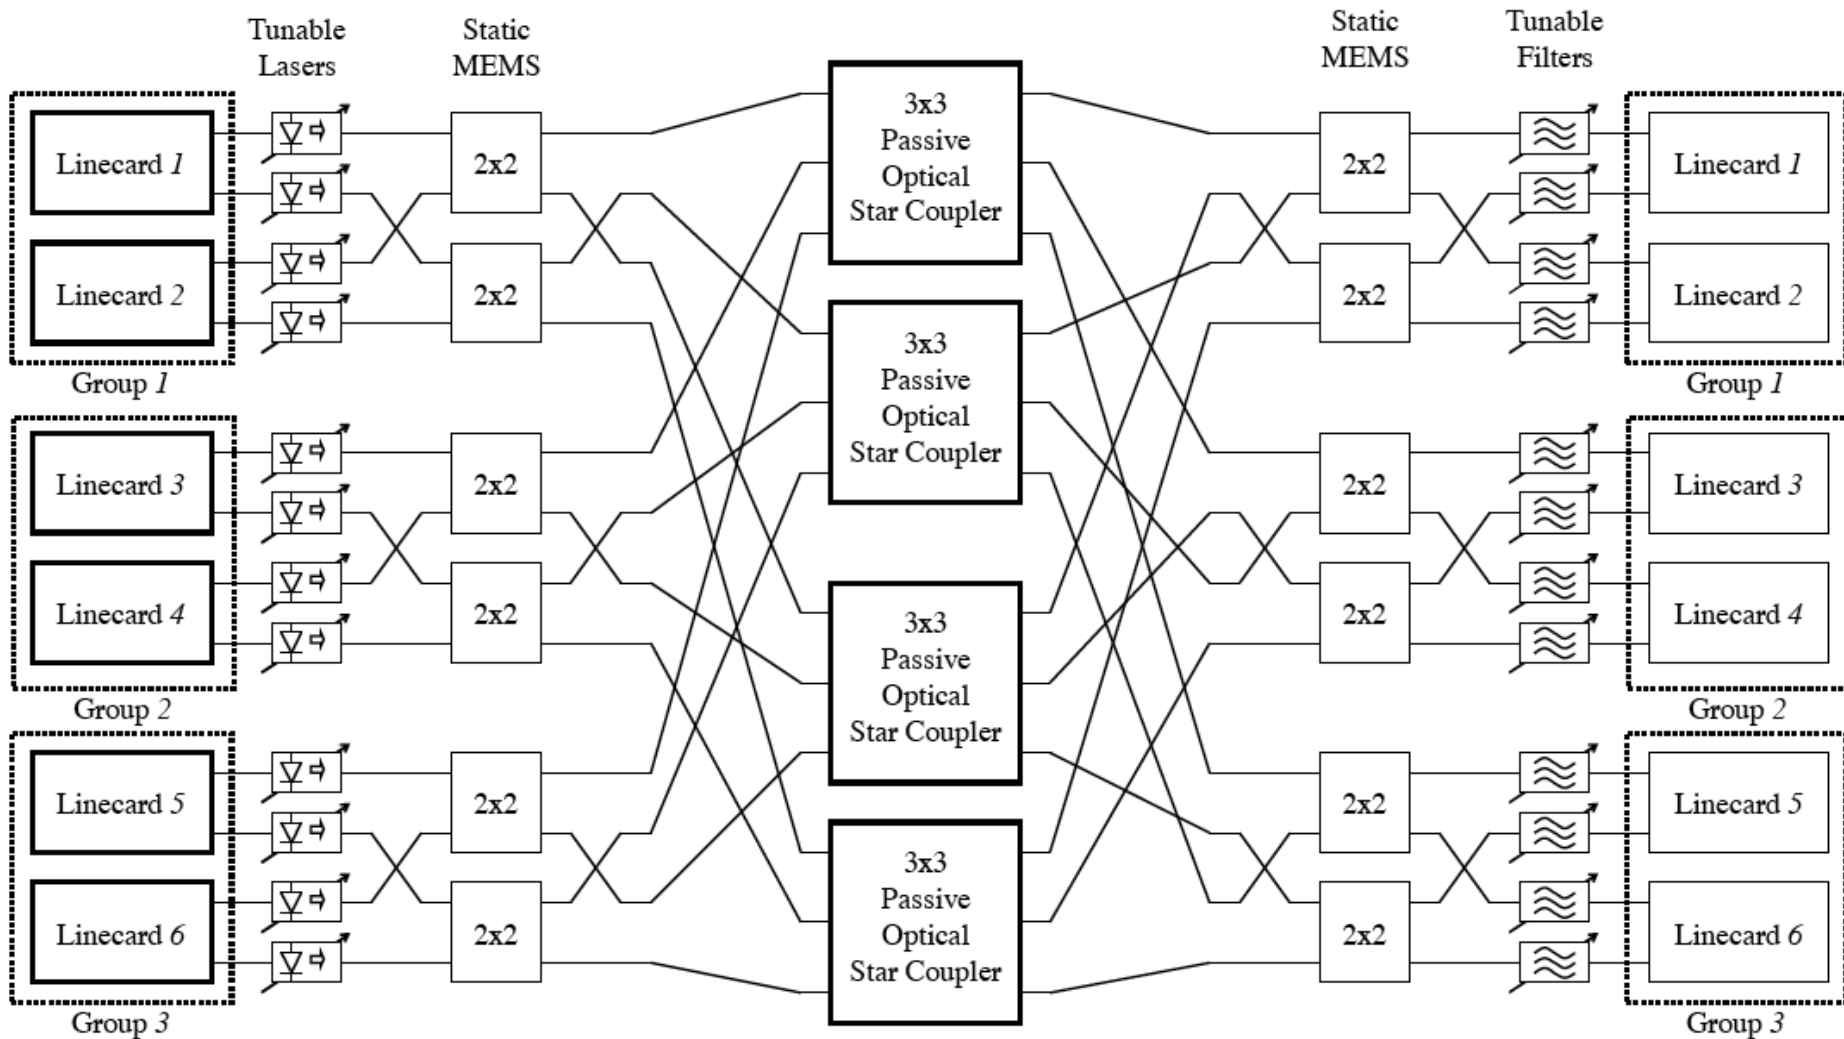 Tunable
Lasers
Static
MEMS
Static
MEMS
Tunable
Filters
Linecard 1
Linecard 2
Group 1
Linecard 3
Linecard 4
Group 2
Linecard 5
Linecard 6
Group 3
2x2
2x2
2x2
2x2
2x2
2x2
3x3
Passive
Optical
Star Coupler
3x3
Passive
Optical
Star Coupler
3x3
Passive
Optical
Star Coupler
3x3
Passive
Optical
Star Coupler
2x2
2x2
2x2
2x2
2x2
2x2
Linecard 1
Linecard 2
Group 1
Linecard 3
Linecard 4
Group 2
Linecard 5
Linecard 6
Group 3